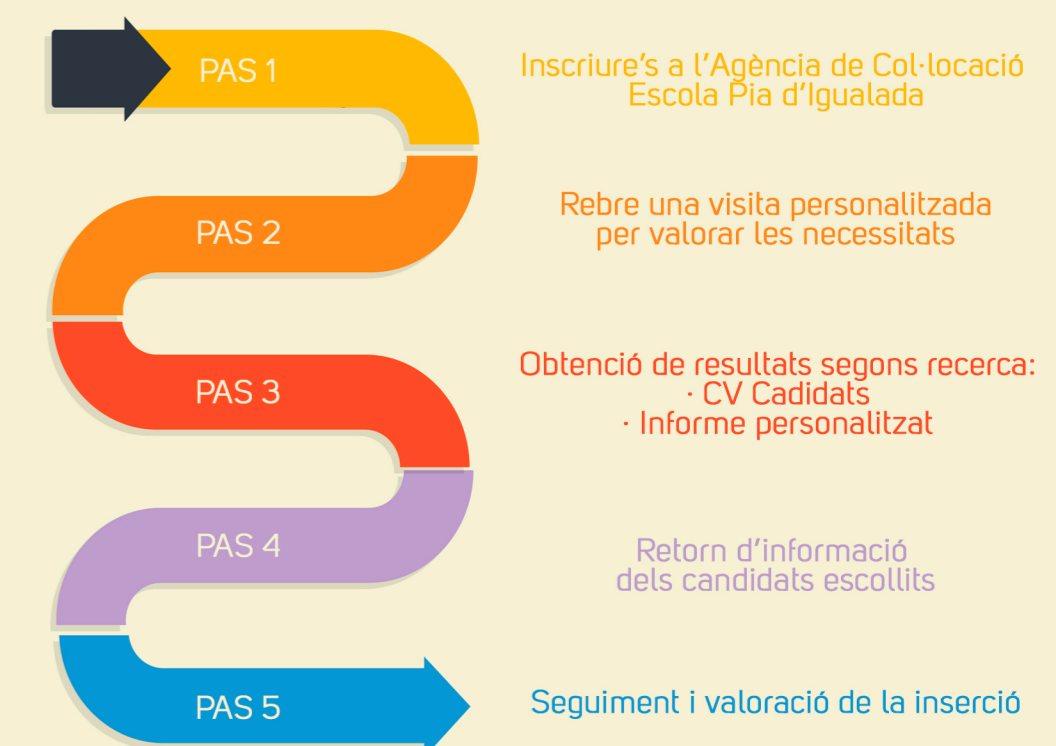 PAS 1
Inscriure's a l'Agència de Col·locació
Escola Pia d'Igualada
PAS 2
Rebre una visita personalitzada
per valorar les necessitats
PAS 3
Obtenció de resultats segons recerca:
· CV Cadidats
· Informe personalitzat
PAS 4
Retorn d'informació
dels candidats escollits
PAS 5
Seguiment i valoració de la inserció